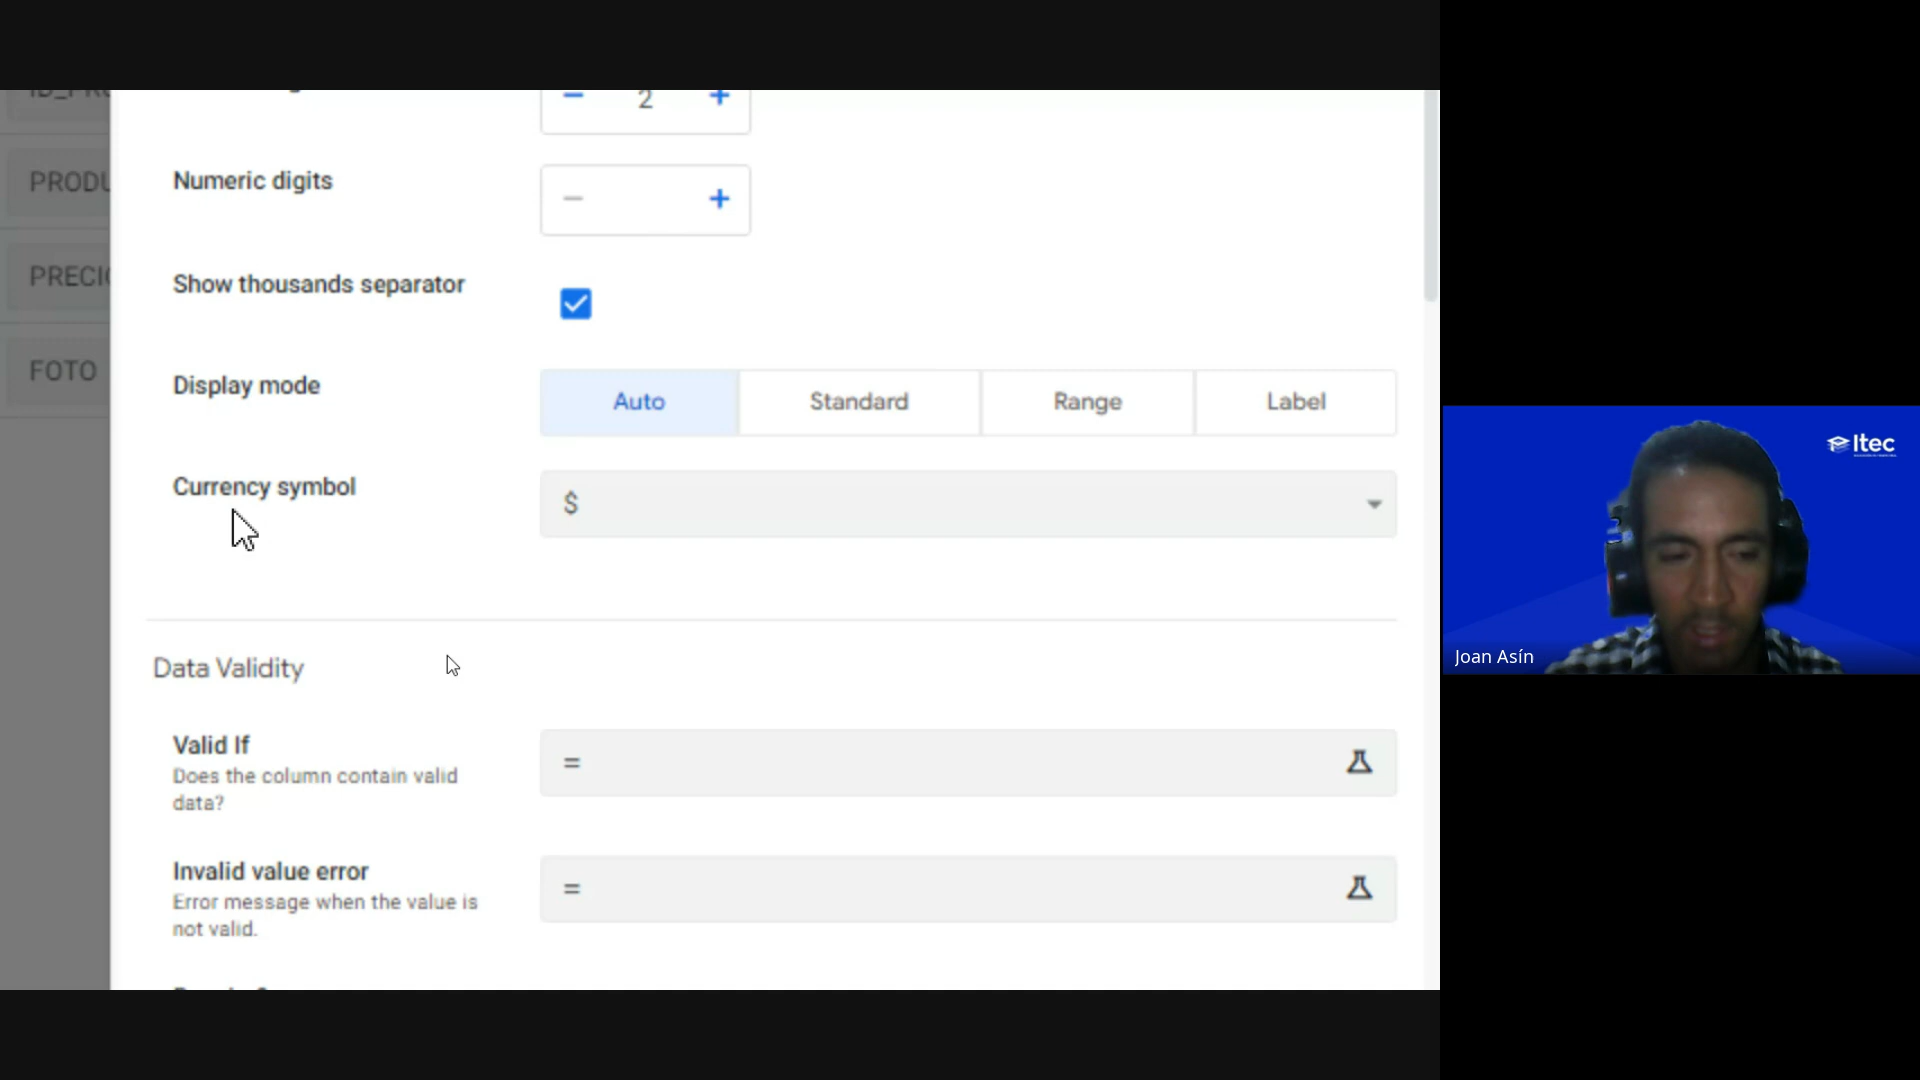 2
PRODU
Numeric digits
PRECIO
Show thousands separator
FOTO
Display mode
Auto
Standard
Range
Label
Currency symbol
$
Data Validity
Valid If
Does the column contain valid
data?
=
Invalid value error
Error message when the value is
not valid.
=
Itec
Joan Asín